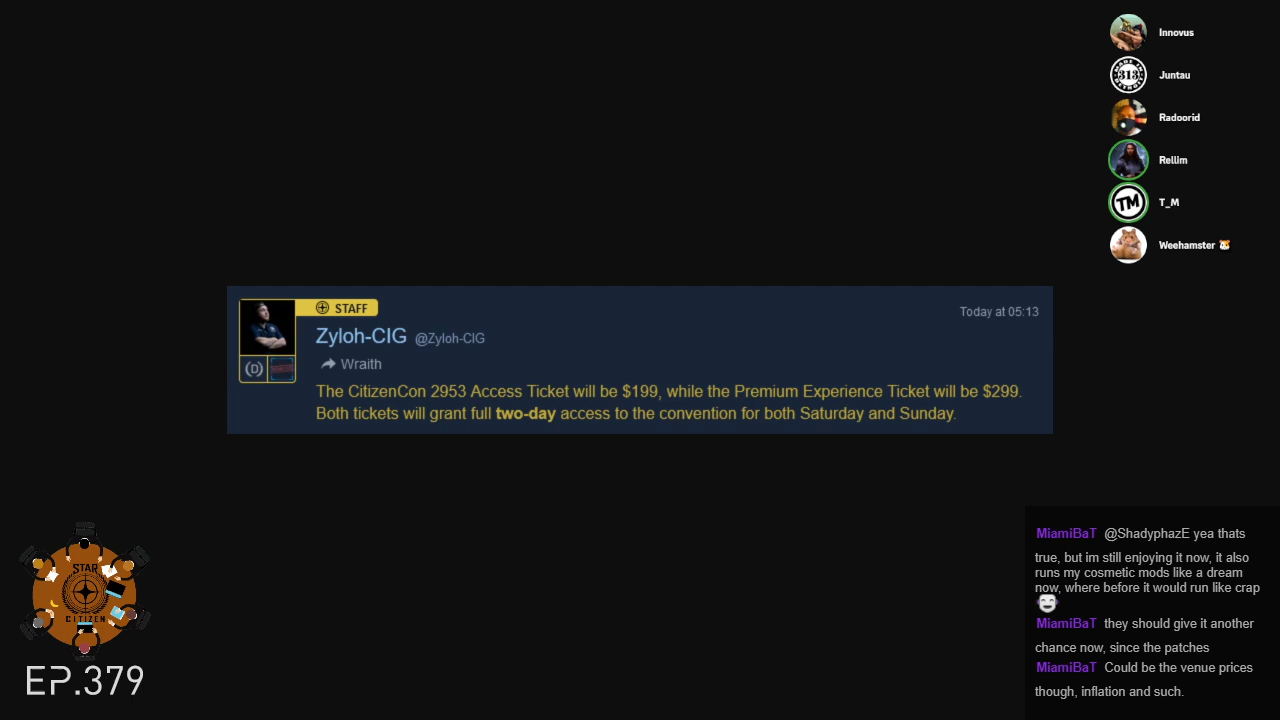 Innovus
MADE IN
313
DETROIT
Juntau
Radoorid
Rellim
TM
T_M
Weehamster 🐹
STAFF
Today at 05:13
Zyloh-CIG @Zyloh-CIG
Wraith
The CitizenCon 2953 Access Ticket will be $199, while the Premium Experience Ticket will be $299.
Both tickets will grant full two-day access to the convention for both Saturday and Sunday.
STAR
CITIZEN
EP.379
MiamiBaT @ShadyphazE yea thats
true, but im still enjoying it now, it also
runs my cosmetic mods like a dream
now, where before it would run like crap
MiamiBaT they should give it another
chance now, since the patches
MiamiBaT Could be the venue prices
though, inflation and such.